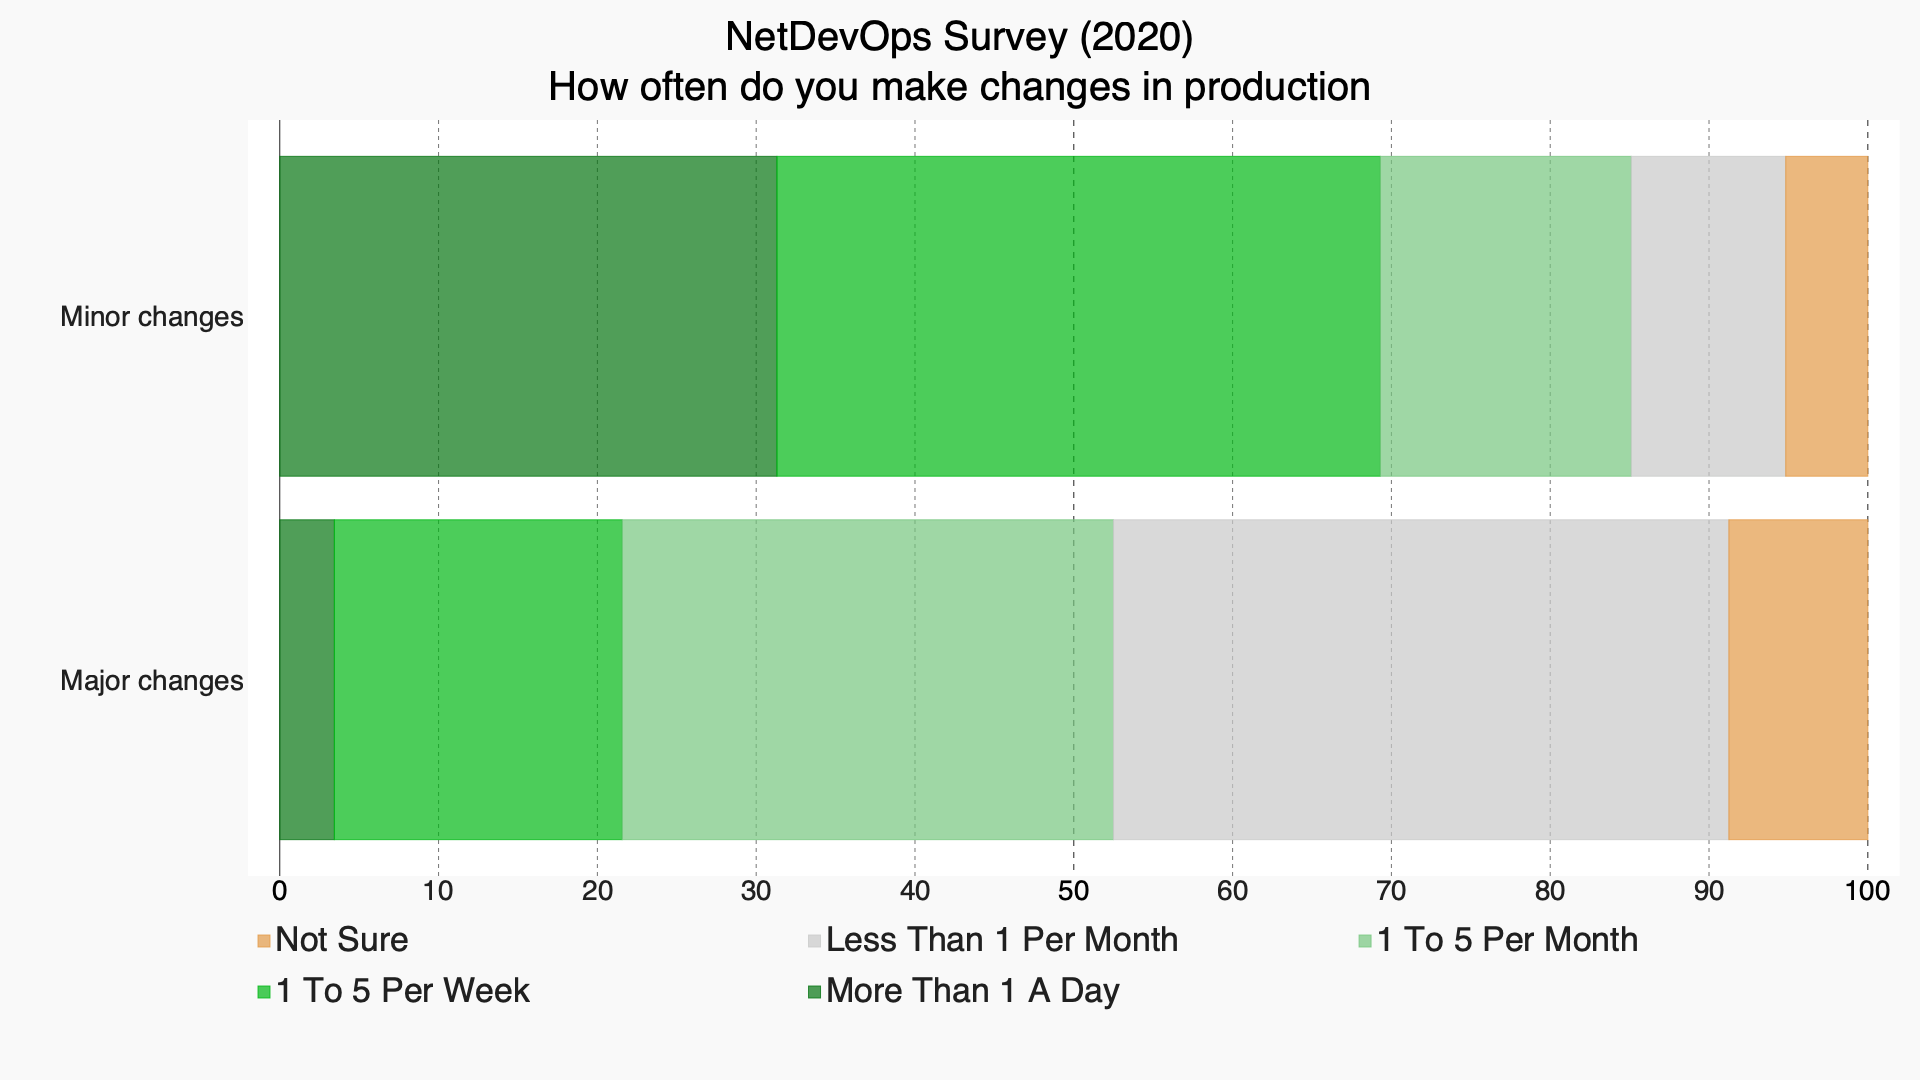 NetDevOps Survey (2020)
How often do you make changes in production
Minor changes
Major changes
0 10 20 30 40 50 60 70 80 90 100
Not Sure Less Than 1 Per Month 1 To 5 Per Month
1 To 5 Per Week More Than 1 A Day